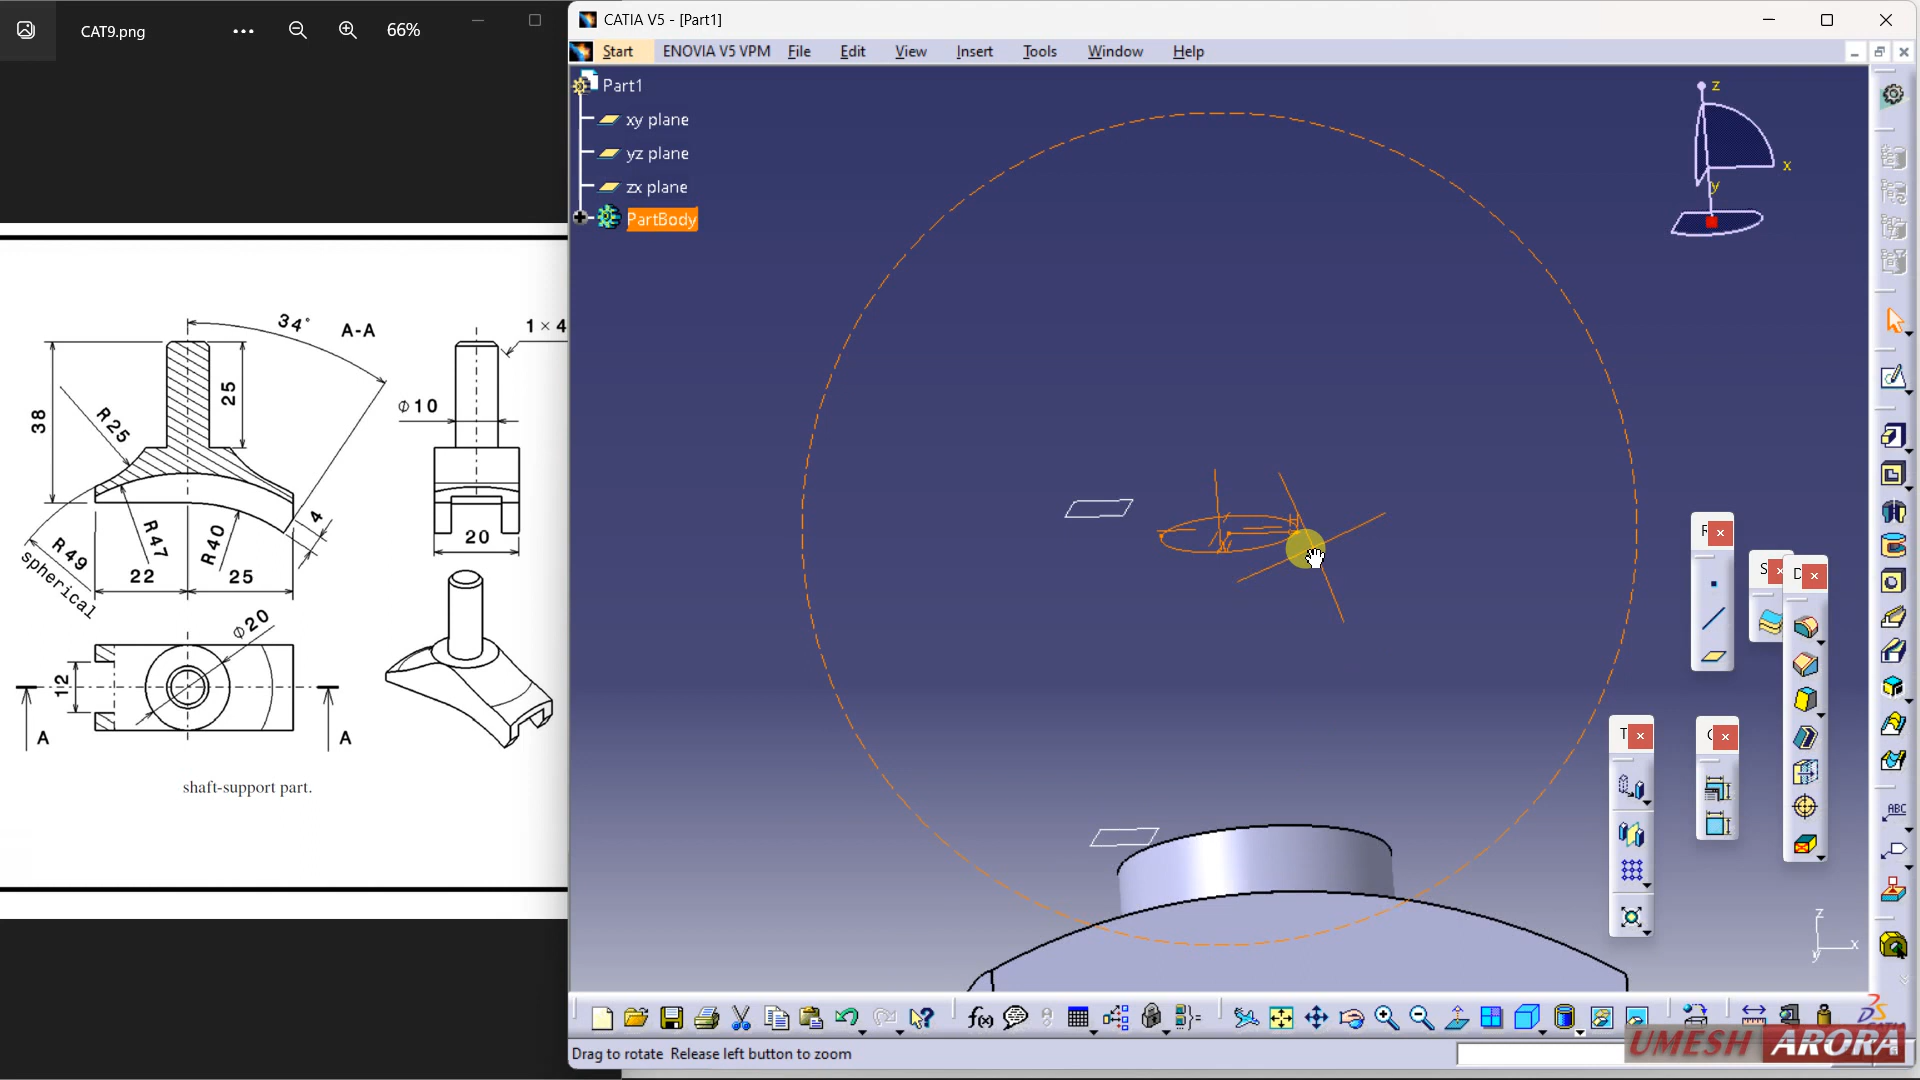 CAT9.png
66%
CATIA V5 - [Part1]
Start
ENOVIA V5 VPM
File
Edit
View
Insert
Tools
Window
Help
Part1
xy plane
yz plane
zx plane
PartBody
z
x
y
34°
A-A
1 × 4
38
25
R25
Φ10
4
R49
spherical
R47
R40
22
25
20
Φ20
12
A
A
shaft-support part.
R
S
D
T
z
x
y
ABC
f(x)
Drag to rotate Release left button to zoom
UMESH ARORA